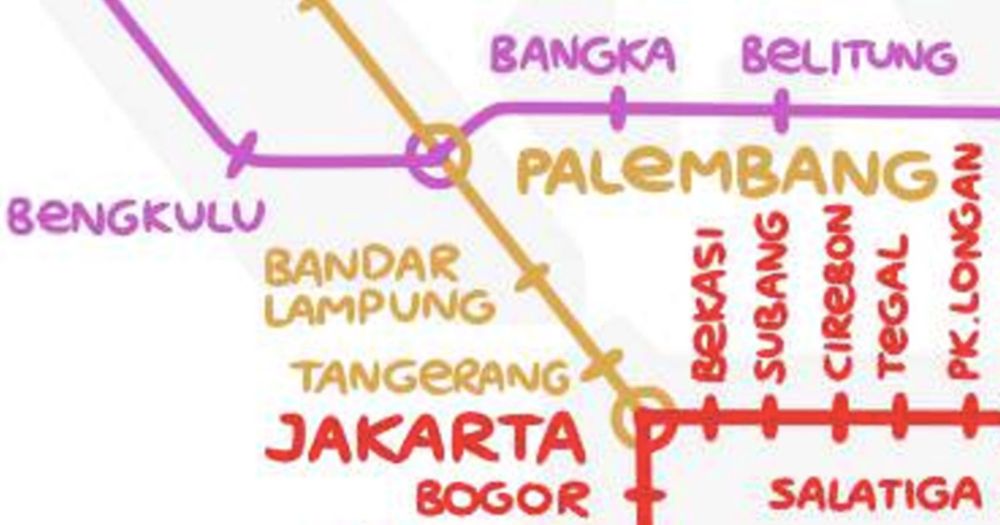 BANGKA
BeLITUNG
PALeMBANG
BeNGKULU
BANDAR
LAMPUNG
TANGeRANG
JAKARTA
BOGOR
BeKASI
SUBANG
CIReBON
TeGAL
PK.LONGAN
SALATIGA